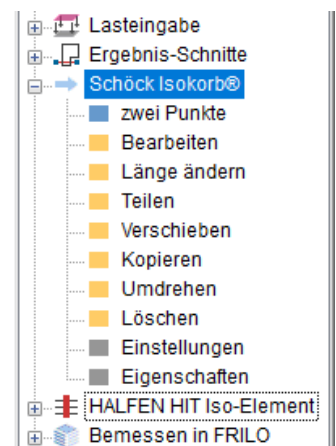 Lasteingabe
Ergebnis-Schnitte
Schöck Isokorb®
zwei Punkte
Bearbeiten
Länge ändern
Teilen
Verschieben
Kopieren
Umdrehen
Löschen
Einstellungen
Eigenschaften
HALFEN HIT Iso-Element
Bemessen in FRILO